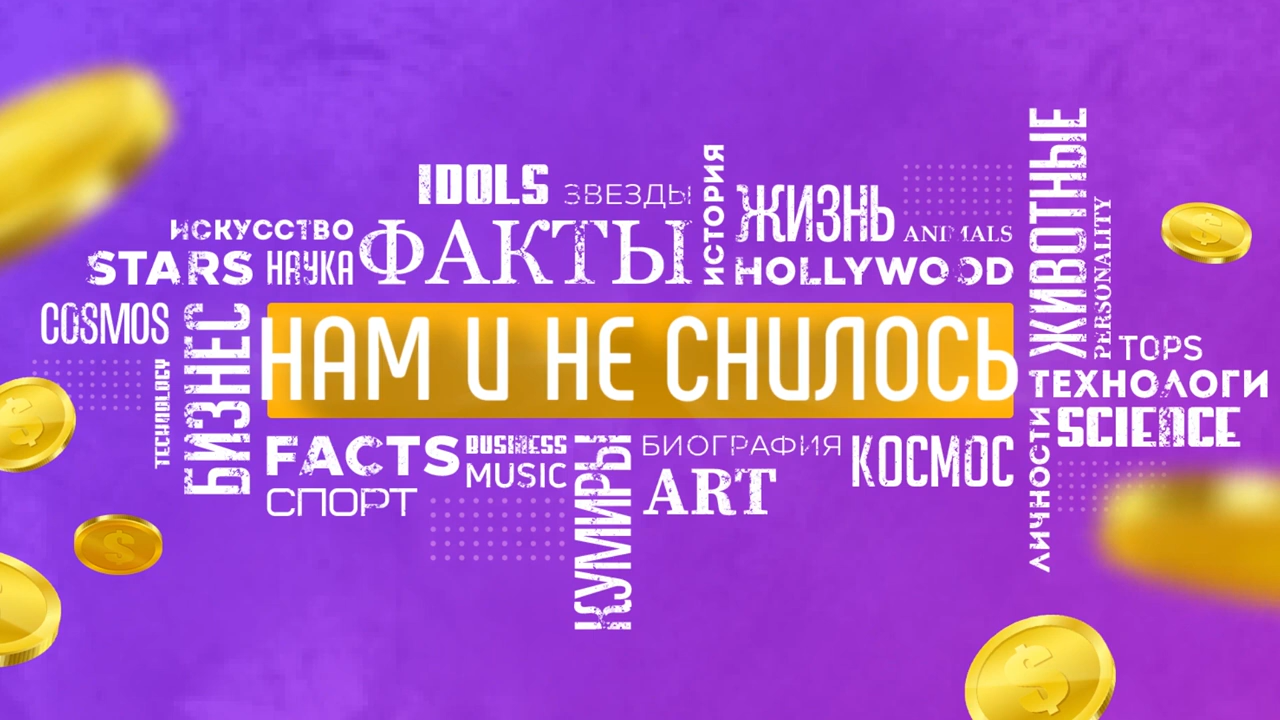 IDOLS
ЗВЕЗДЫ
ИСТОРИЯ
ЖИЗНЬ
ANIMALS
ЖИВОТНЫЕ
PERSONALITY
ИСКУССТВО
STARS
НАУКА
ФАКТЫ
HOLLYWOOD
COSMOS
TECHNOLOGY
БИЗНЕС
НАМ И НЕ СНИЛОСЬ
TOPS
ТЕХНОЛОГИ
SCIENCE
ЛИЧНОСТИ
FACTS
BUSINESS
MUSIC
СПОРТ
КУМИРЫ
БИОГРАФИЯ
ART
КОСМОС
$
$
$
$